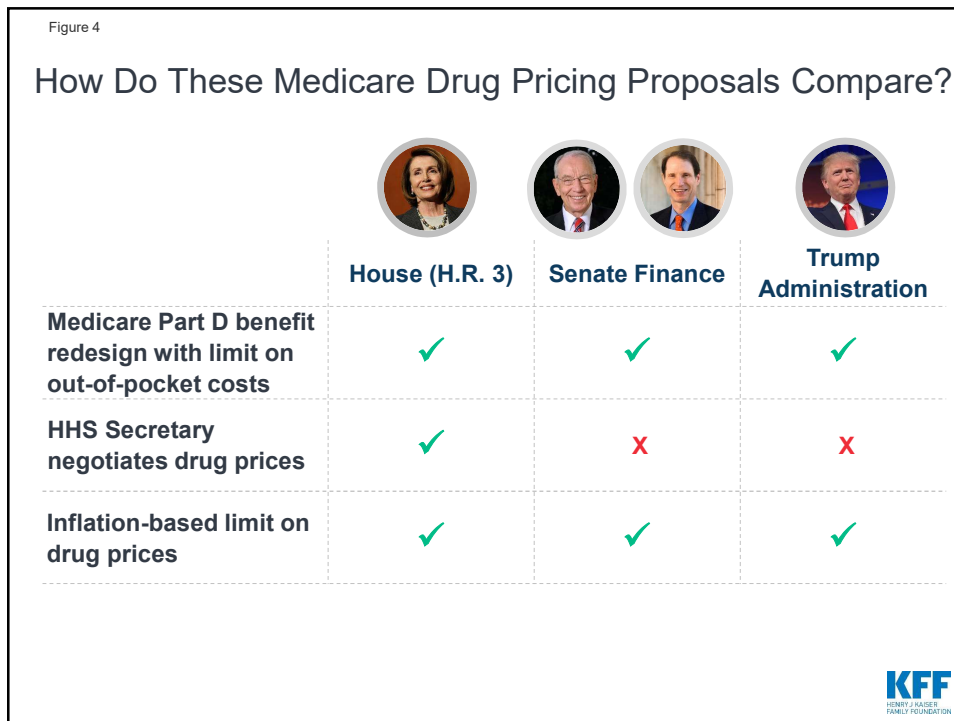 Figure 4
How Do These Medicare Drug Pricing Proposals Compare?
House (H.R. 3)
Senate Finance
Trump
Administration
Medicare Part D benefit
redesign with limit on
out-of-pocket costs
HHS Secretary
negotiates drug prices
X
X
Inflation-based limit on
drug prices
KFF
HENRY J KAISER
FAMILY FOUNDATION